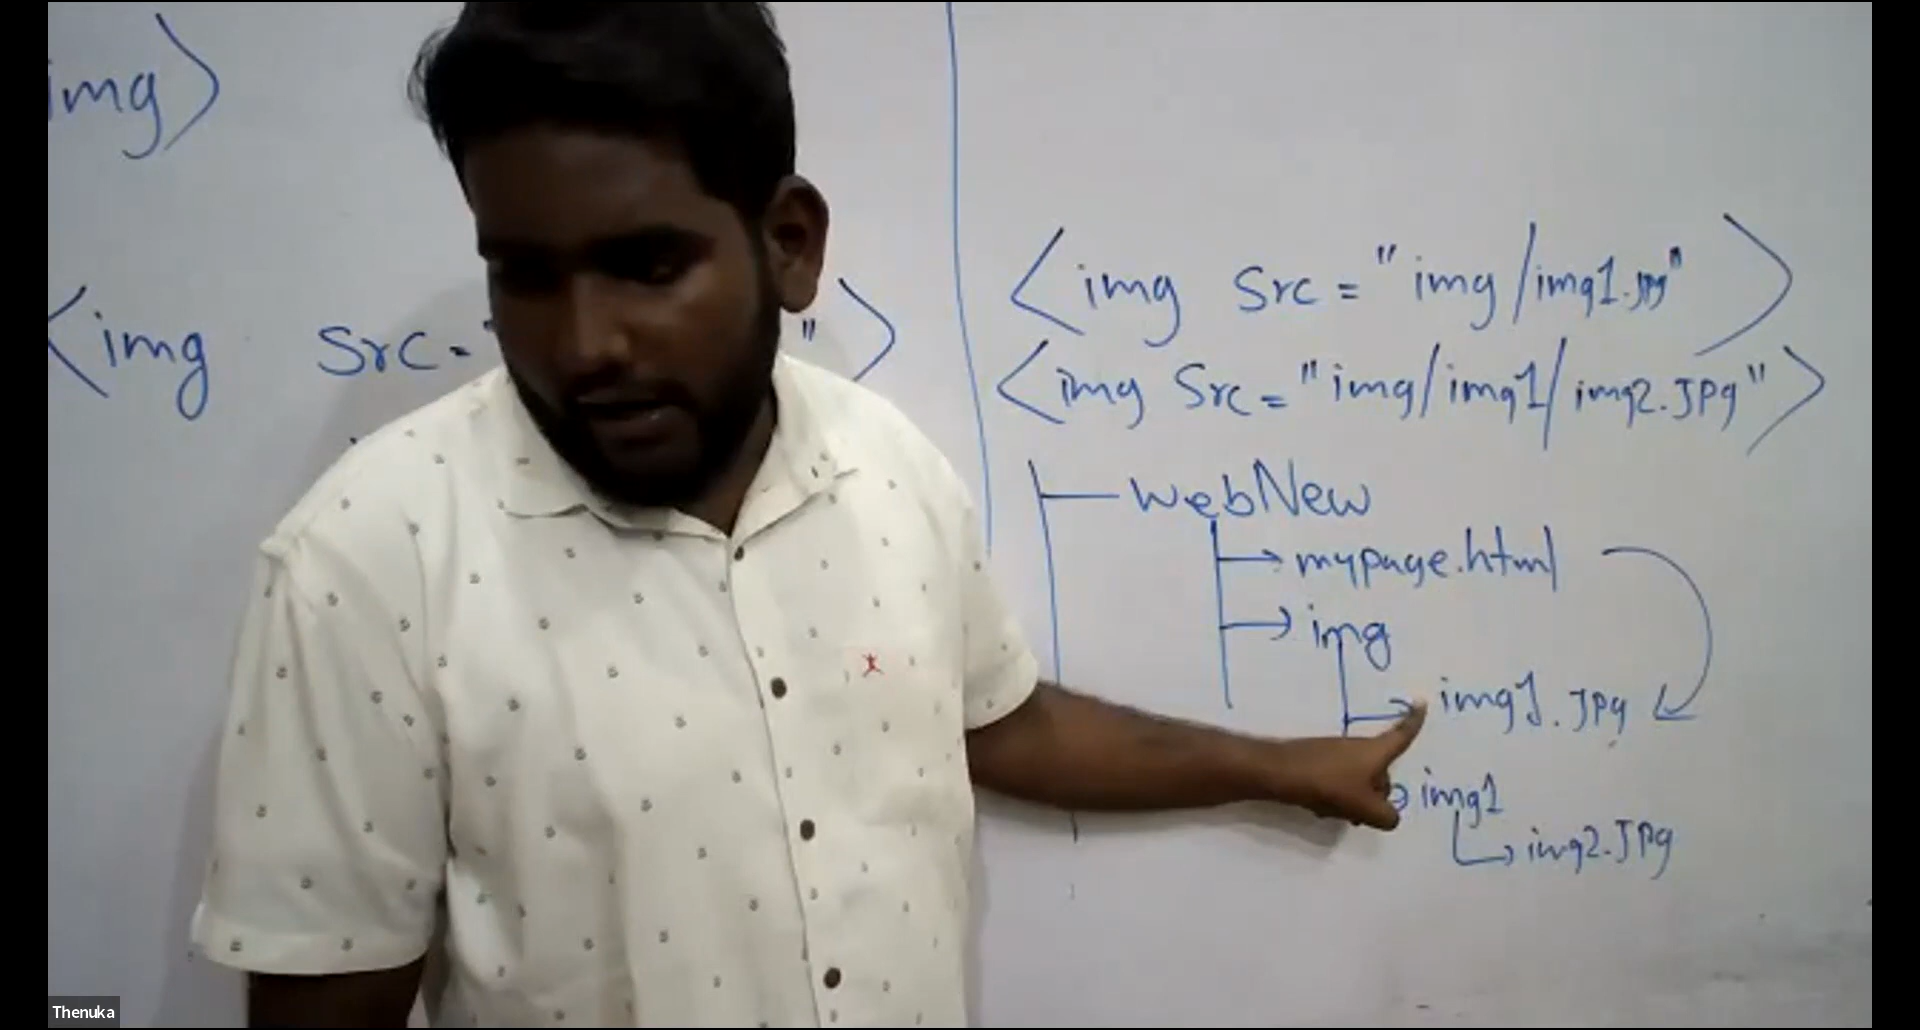 img>
<img src="    ">
<img Src="img/img1.jpg">
<img Src="img/img1/img2.JPg">
WebNew
mypage.html
img
img1.JPg
img1
img2.JPg
Thenuka